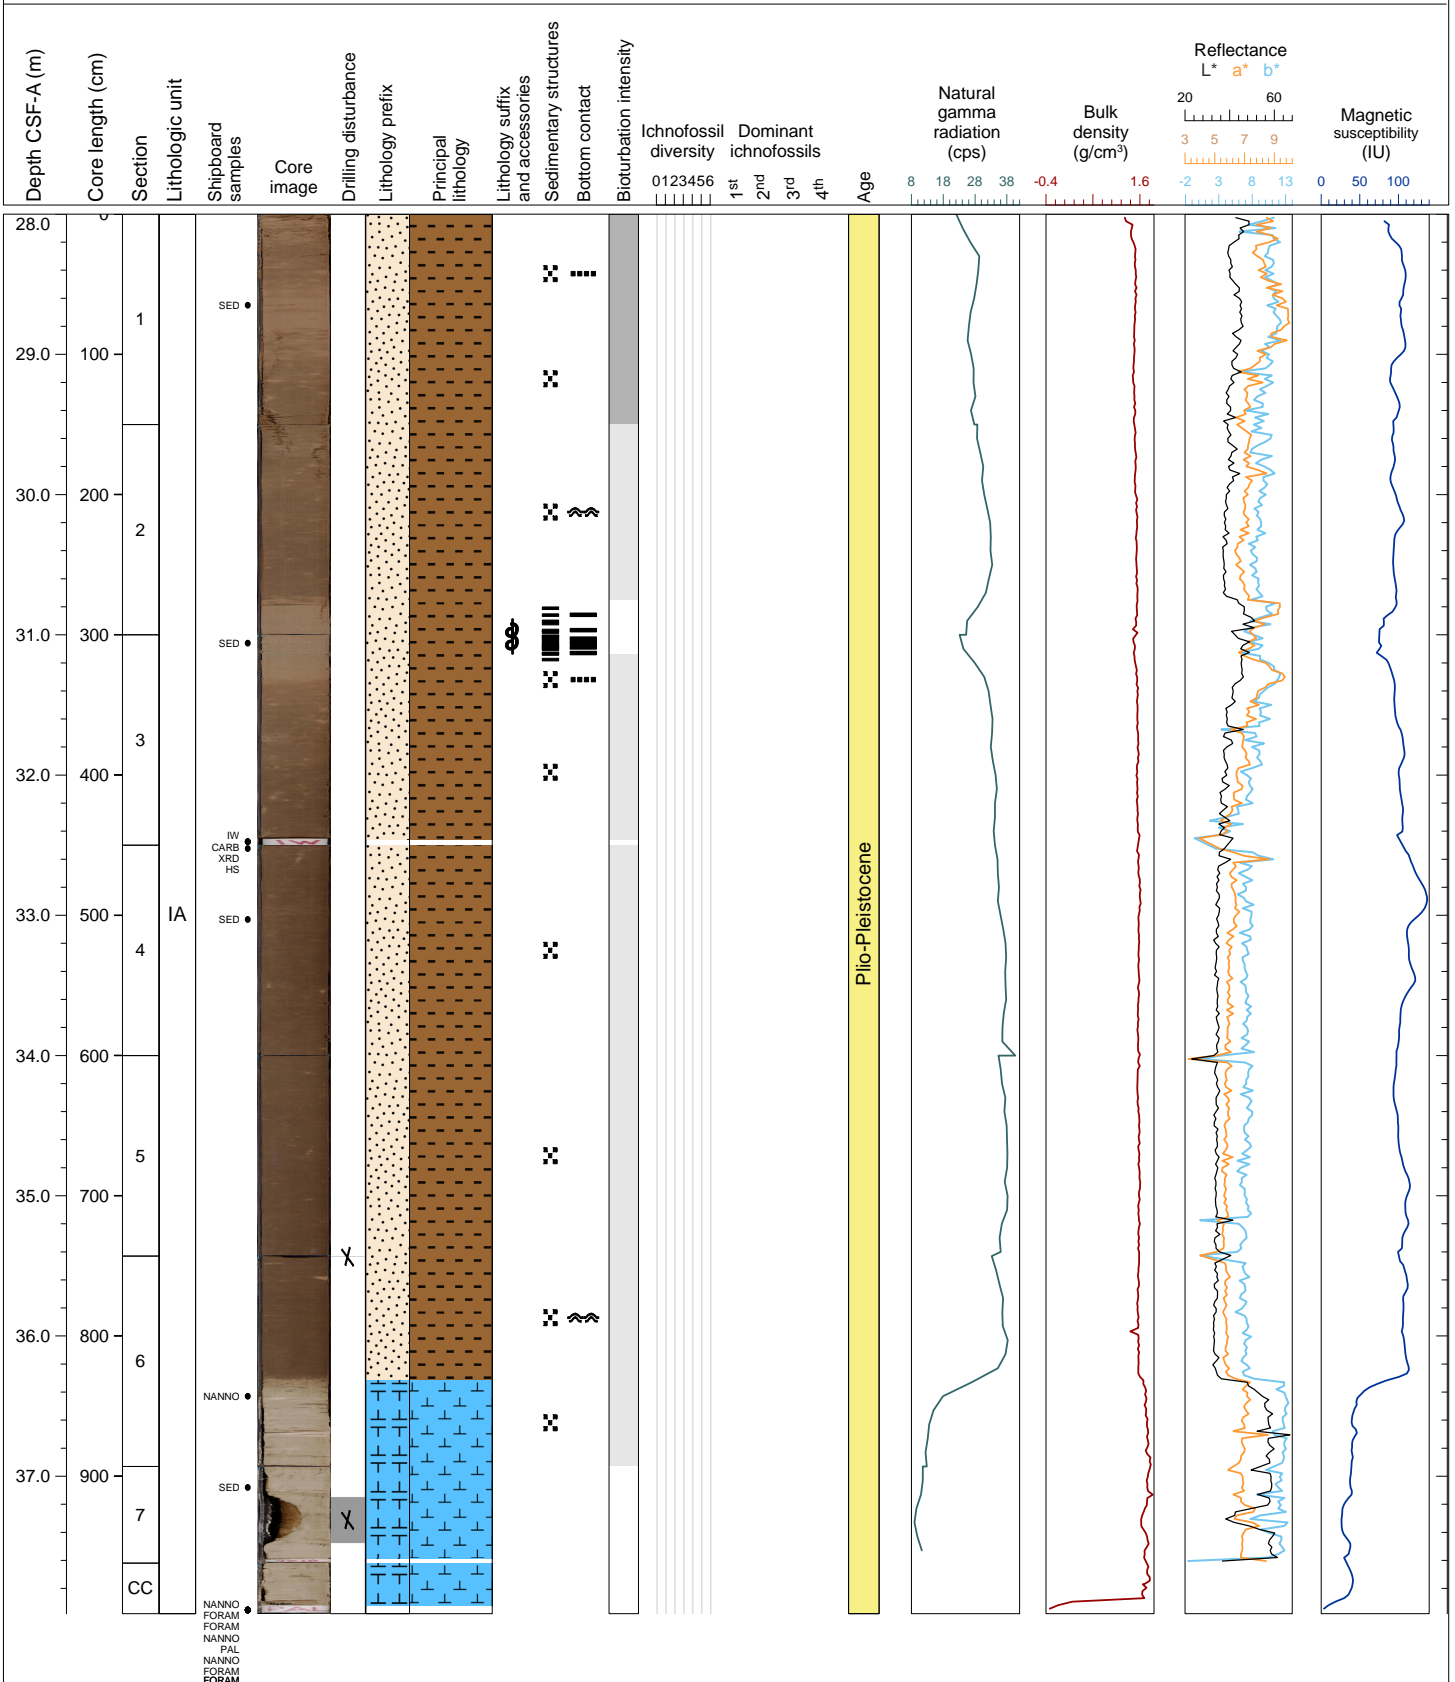 Depth CSF-A (m)
Core length (cm)
Section
Lithologic unit
Shipboard
samples
Core
image
Drilling disturbance
Lithology prefix
Principal
lithology
Lithology suffix
and accessories
Sedimentary structures
Bottom contact
Bioturbation intensity
Ichnofossil
diversity
0123456
Dominant
ichnofossils
1st 2nd 3rd 4th
Age
Natural
gamma
radiation
(cps)
8 18 28 38
Bulk
density
(g/cm³)
-0.4 1.6
Reflectance
L* a* b*
20 60
3 5 7 9
-2 3 8 13
Magnetic
susceptibility
(IU)
0 50 100
28.0 0
SED
1
29.0 100
30.0 200
2
31.0 300 SED
3
32.0 400
IW
IW
CARB
XRD
HS
33.0 500 IA SED
4
Plio-Pleistocene
34.0 600
5
35.0 700
36.0 800
6
NANNO
37.0 900
SED
7
CC
NANNO
FORAM
FORAM
NANNO
PAL
NANNO
FORAM
FORAM